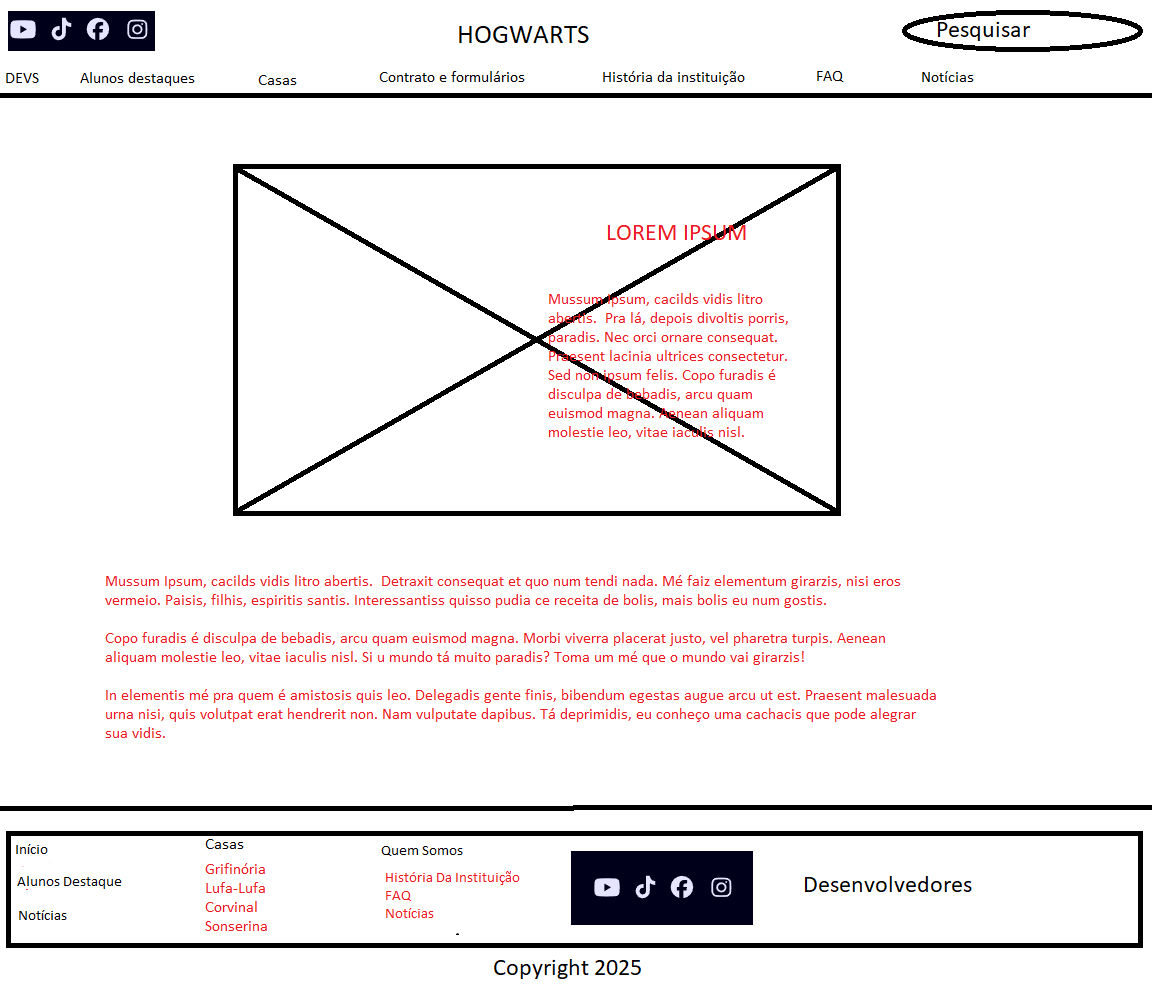 HOGWARTS
Pesquisar
DEVS
Alunos destaques
Casas
Contrato e formulários
História da instituição
FAQ
Notícias
LOREM IPSUM
Mussum Ipsum, cacilds vidis litro
abertis.  Pra lá, depois divoltis porris,
paradis. Nec orci ornare consequat.
Praesent lacinia ultrices consectetur.
Sed non ipsum felis. Copo furadis é
disculpa de bebadis, arcu quam
euismod magna. Aenean aliquam
molestie leo, vitae iaculis nisl.
Mussum Ipsum, cacilds vidis litro abertis.  Detraxit consequat et quo num tendi nada. Mé faiz elementum girarzis, nisi eros
vermeio. Paisis, filhis, espiritis santis. Interessantiss quisso pudia ce receita de bolis, mais bolis eu num gostis.
Copo furadis é disculpa de bebadis, arcu quam euismod magna. Morbi viverra placerat justo, vel pharetra turpis. Aenean
aliquam molestie leo, vitae iaculis nisl. Si u mundo tá muito paradis? Toma um mé que o mundo vai girarzis!
In elementis mé pra quem é amistosis quis leo. Delegadis gente finis, bibendum egestas augue arcu ut est. Praesent malesuada
urna nisi, quis volutpat erat hendrerit non. Nam vulputate dapibus. Tá deprimidis, eu conheço uma cachacis que pode alegrar
sua vidis.
Início
Alunos Destaque
Notícias
Casas
Grifinória
Lufa-Lufa
Corvinal
Sonserina
Quem Somos
História Da Instituição
FAQ
Notícias
Desenvolvedores
Copyright 2025